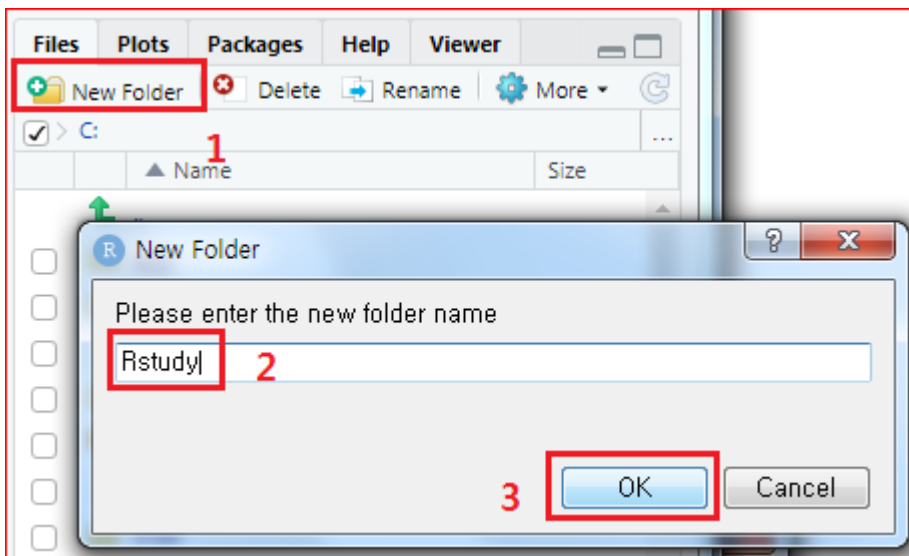 Files Plots Packages Help Viewer
New Folder Delete Rename More
C: ...
1
Name Size
..
R New Folder ?
Please enter the new folder name
Rstudy 2
3 OK Cancel